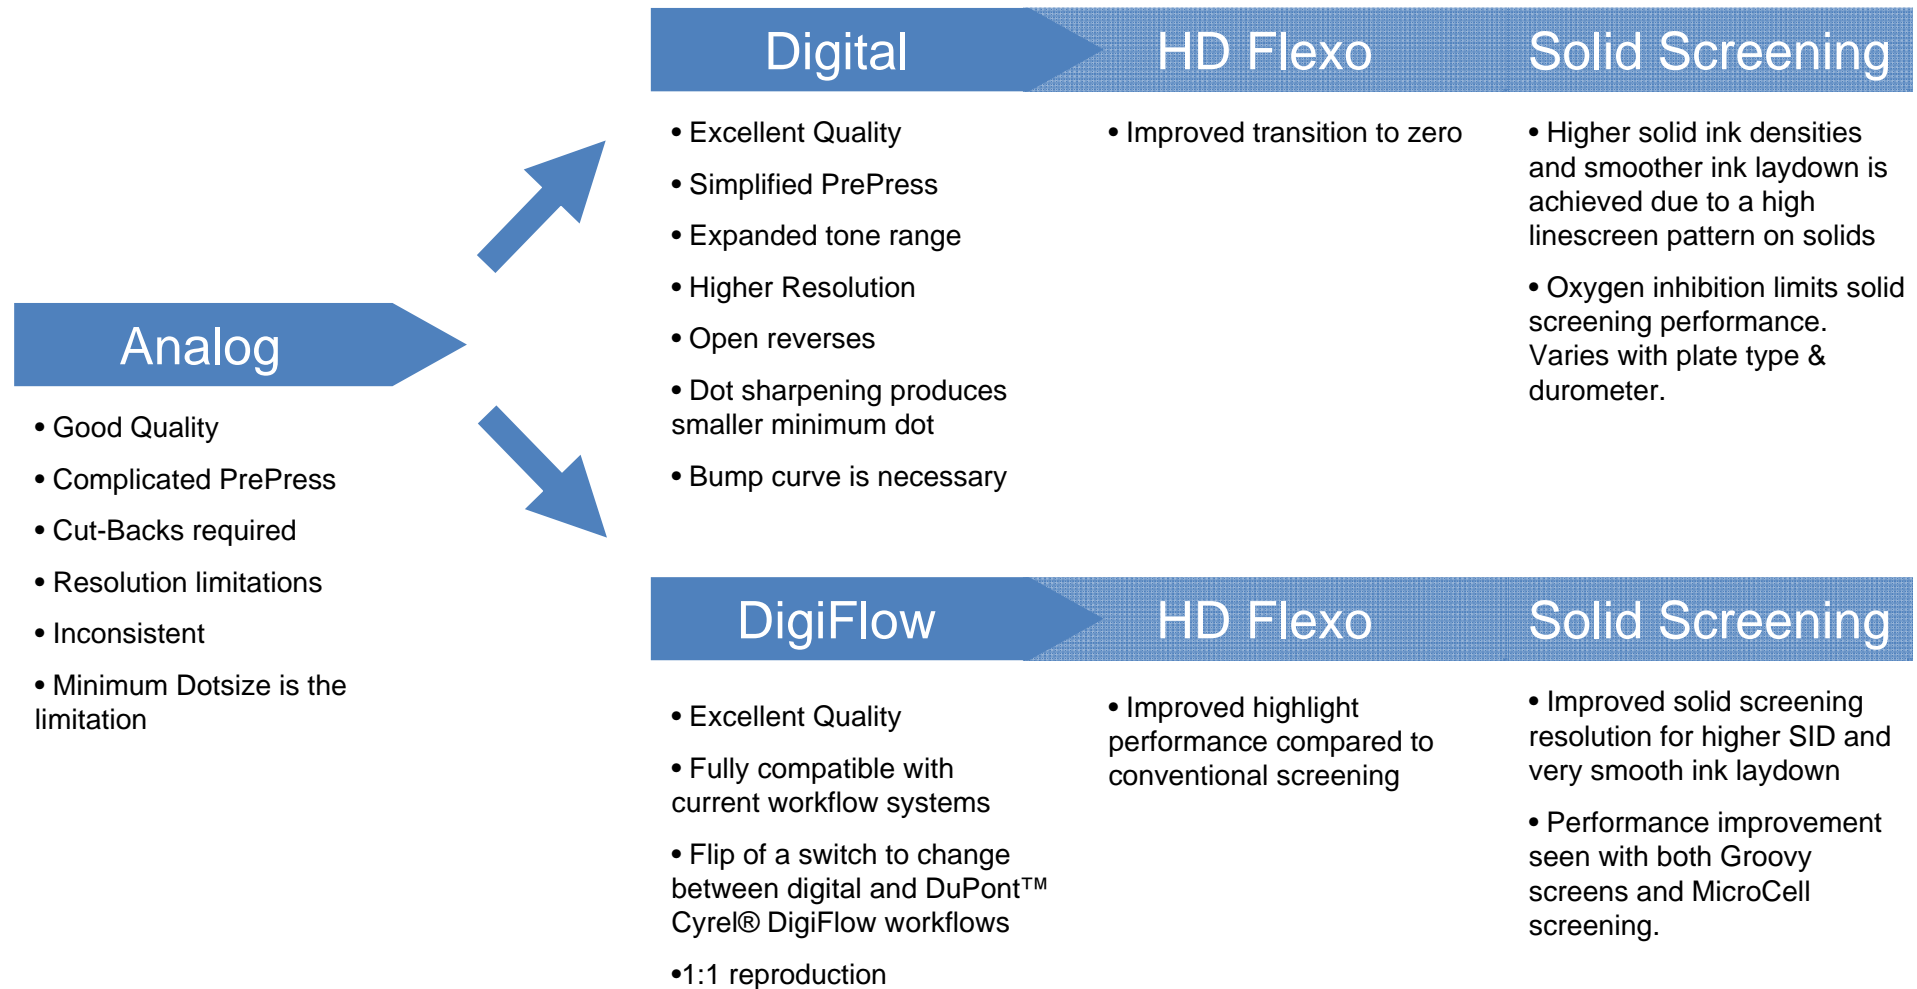 Analog
• Good Quality
• Complicated PrePress
• Cut-Backs required
• Resolution limitations
• Inconsistent
• Minimum Dotsize is the
limitation
Digital
• Excellent Quality
• Simplified PrePress
• Expanded tone range
• Higher Resolution
• Open reverses
• Dot sharpening produces
smaller minimum dot
• Bump curve is necessary
HD Flexo
• Improved transition to zero
Solid Screening
• Higher solid ink densities
and smoother ink laydown is
achieved due to a high
linescreen pattern on solids
• Oxygen inhibition limits solid
screening performance.
Varies with plate type &
durometer.
DigiFlow
• Excellent Quality
• Fully compatible with
current workflow systems
• Flip of a switch to change
between digital and DuPont™
Cyrel® DigiFlow workflows
•1:1 reproduction
HD Flexo
• Improved highlight
performance compared to
conventional screening
Solid Screening
• Improved solid screening
resolution for higher SID and
very smooth ink laydown
• Performance improvement
seen with both Groovy
screens and MicroCell
screening.